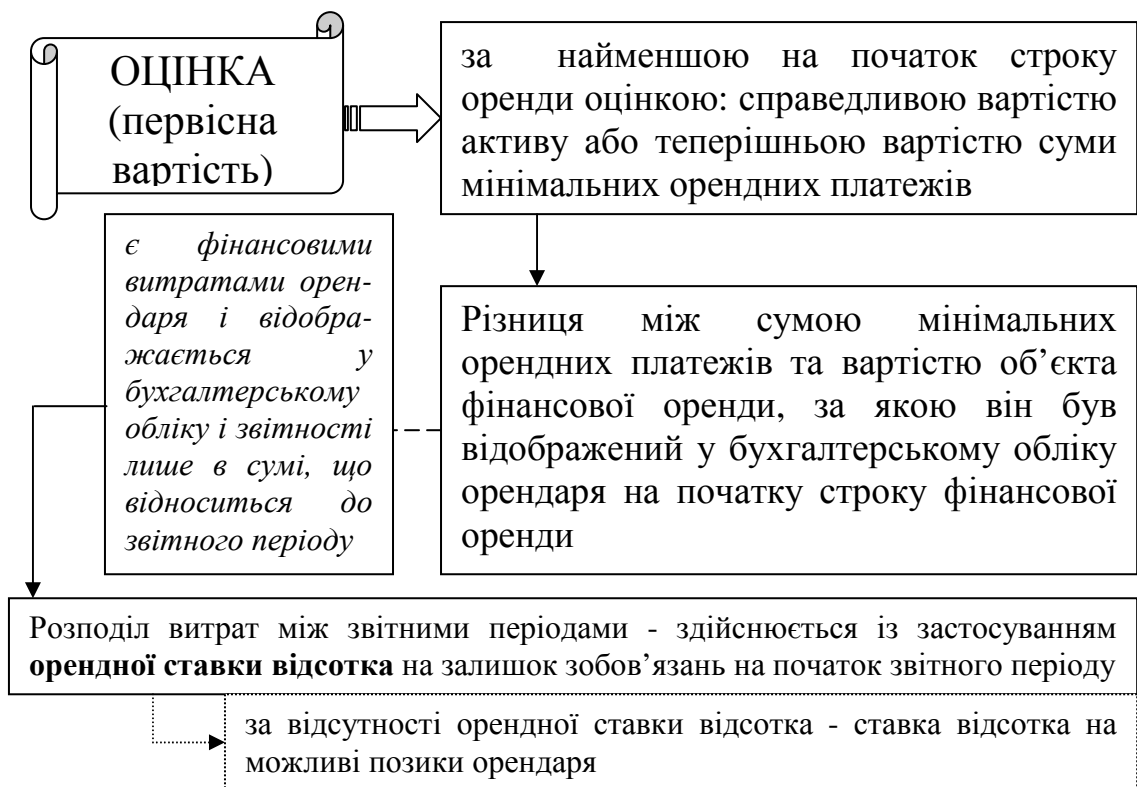 ОЦІНКА
(первісна
вартість)
за найменшою на початок строку
оренди оцінкою: справедливою вартістю
активу або теперішньою вартістю суми
мінімальних орендних платежів
є фінансовими
витратами орен-
даря і відобра-
жається у
бухгалтерському
обліку і звітності
лише в сумі, що
відноситься до
звітного періоду
Різниця між сумою мінімальних
орендних платежів та вартістю об’єкта
фінансової оренди, за якою він був
відображений у бухгалтерському обліку
орендаря на початку строку фінансової
оренди
Розподіл витрат між звітними періодами - здійснюється із застосуванням
орендної ставки відсотка на залишок зобов’язань на початок звітного періоду
за відсутності орендної ставки відсотка - ставка відсотка на
можливі позики орендаря